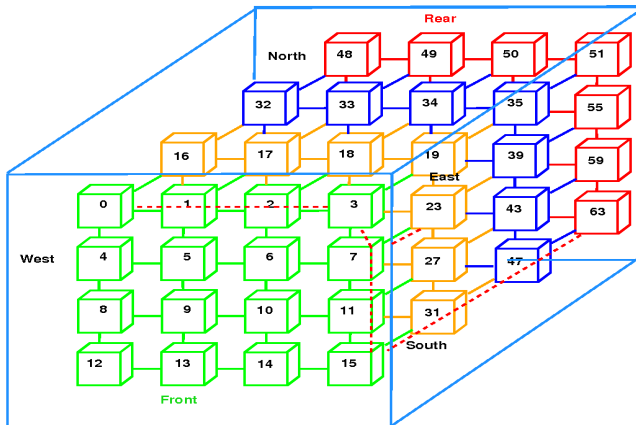 Rear
North
48 49 50 51
32 33 34 35 55
16 17 18 19 39 59
East
0 1 2 3 23 43 63
West
4 5 6 7 27 47
8 9 10 11 31
South
12 13 14 15
Front